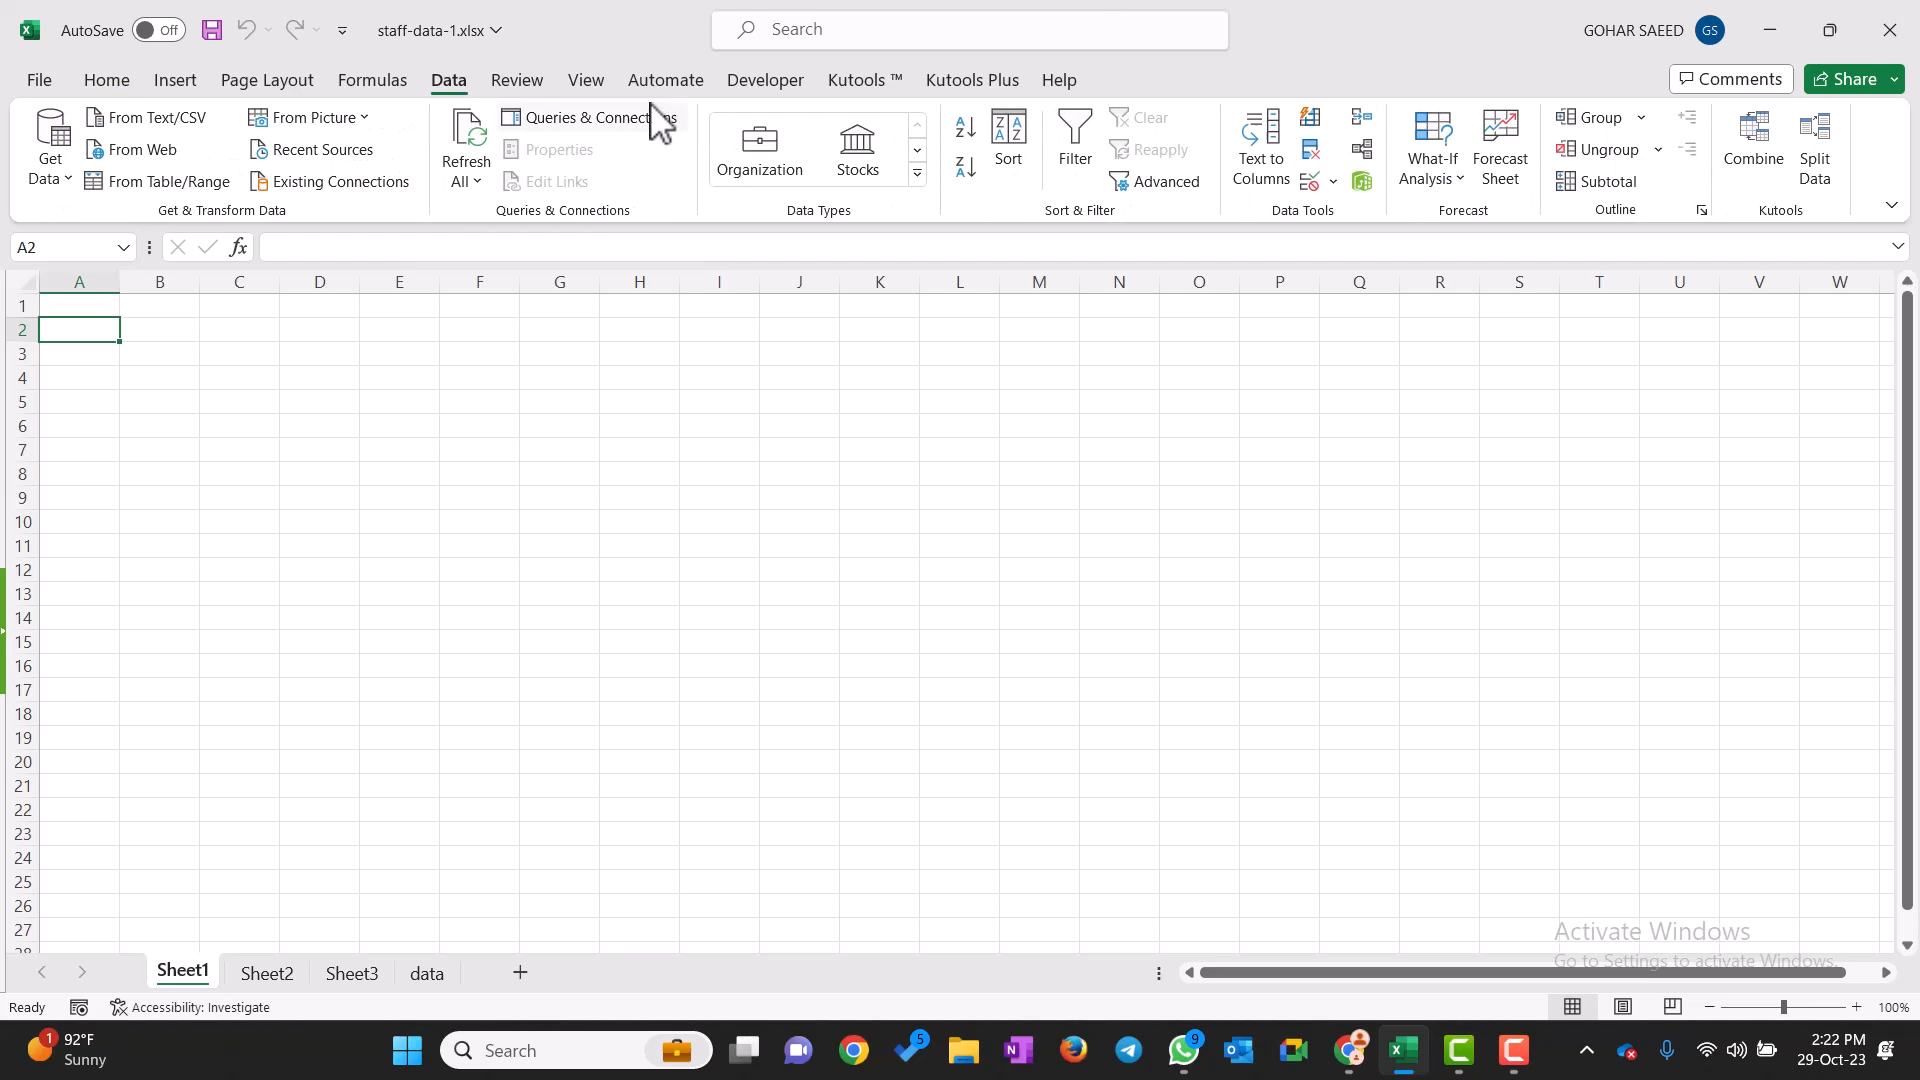 AutoSave Off staff-data-1.xlsx Search GOHAR SAEED GS
File Home Insert Page Layout Formulas Data Review View Automate Developer Kutools ™ Kutools Plus Help Comments Share
Get Data
From Text/CSV
From Web
From Table/Range
From Picture
Recent Sources
Existing Connections
Get & Transform Data
Refresh All
Queries & Connections
Properties
Edit Links
Queries & Connections
Organization
Stocks
Data Types
Sort
Filter
Clear
Reapply
Advanced
Sort & Filter
Text to Columns
Data Tools
What-If Analysis
Forecast Sheet
Forecast
Group
Ungroup
Subtotal
Outline
Combine
Split Data
Kutools
A2 fx
A B C D E F G H I J K L M N O P Q R S T U V W
1
2
3
4
5
6
7
8
9
10
11
12
13
14
15
16
17
18
19
20
21
22
23
24
25
26
27
28
Activate Windows
Go to Settings to activate Windows.
Sheet1 Sheet2 Sheet3 data
Ready Accessibility: Investigate 100%
1 92°F
Sunny
Search
5
9
2:22 PM
29-Oct-23